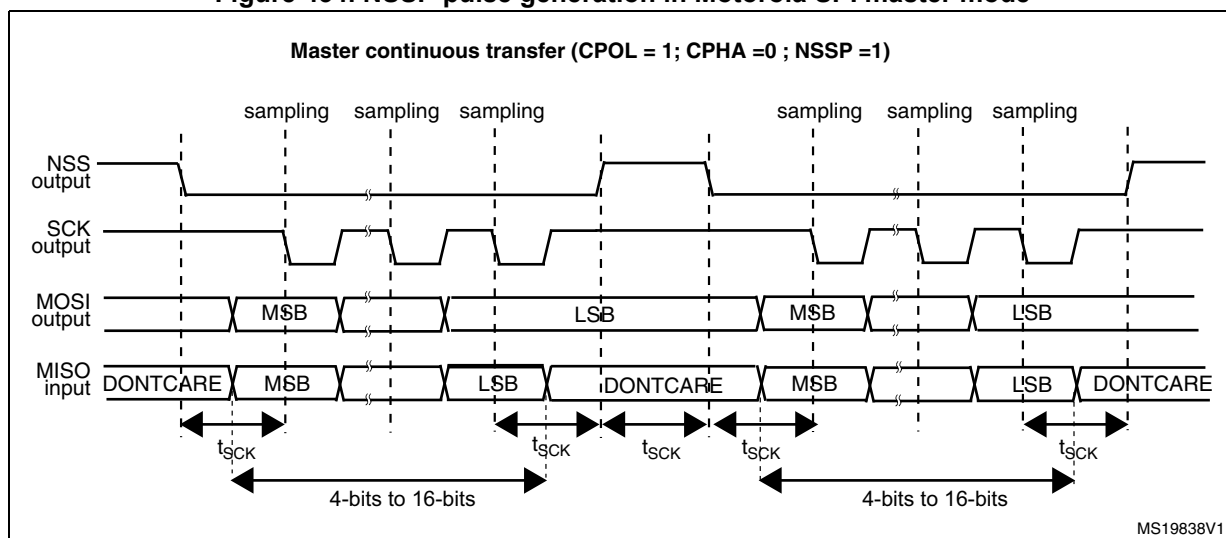 Master continuous transfer (CPOL = 1; CPHA =0 ; NSSP =1)
sampling sampling sampling sampling sampling sampling
NSS
output
SCK
output
MOSI
output
MSB LSB MSB LSB
MISO
input
DONTCARE MSB LSB DONTCARE MSB LSB DONTCARE
tSCK tSCK tSCK tSCK tSCK
4-bits to 16-bits 4-bits to 16-bits
MS19838V1